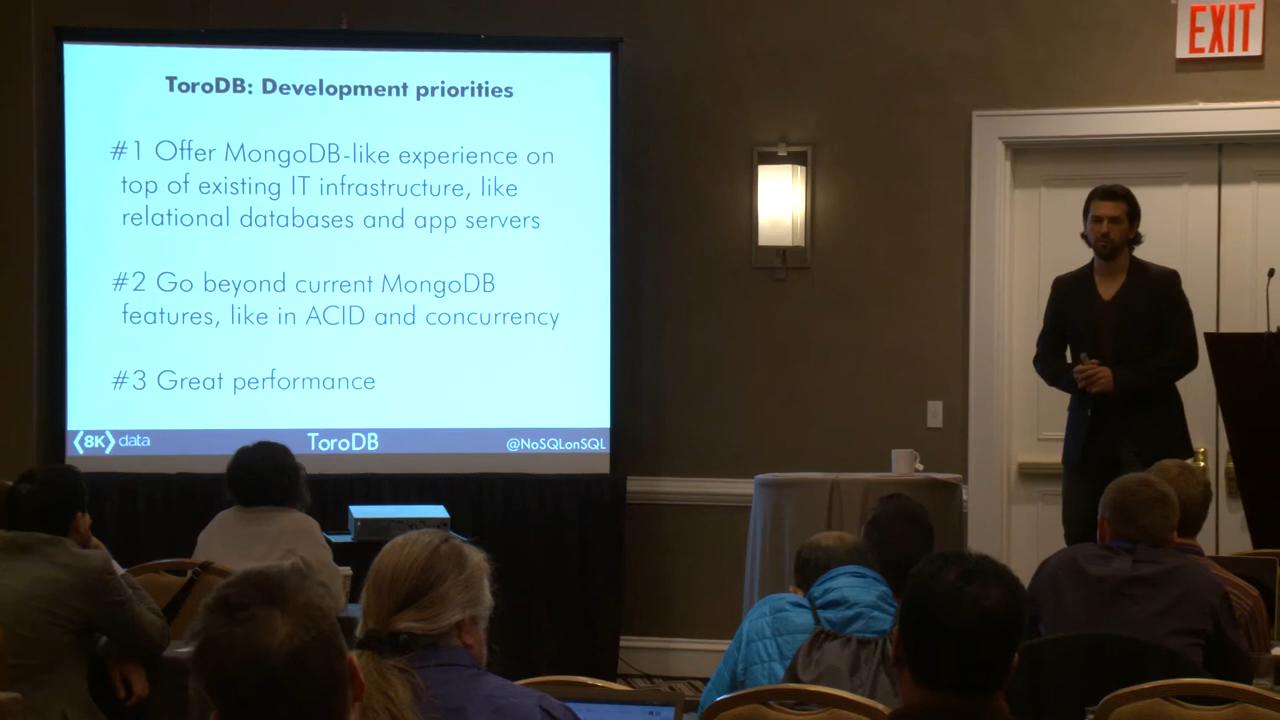 EXIT
ToroDB: Development priorities
#1 Offer MongoDB-like experience on
top of existing IT infrastructure, like
relational databases and app servers
#2 Go beyond current MongoDB
features, like in ACID and concurrency
#3 Great performance
⟨8K⟩data ToroDB @NoSQLonSQL